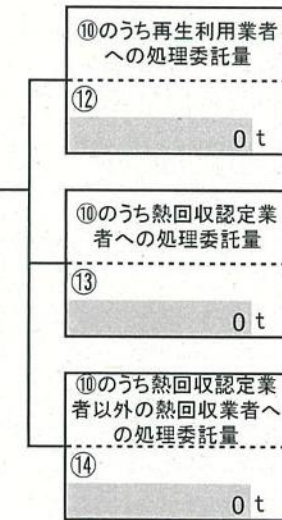 ⑩のうち再生利用業者
への処理委託量
⑫
0 t
⑩のうち熱回収認定業
者への処理委託量
⑬
0 t
⑩のうち熱回収認定業
者以外の熱回収業者へ
の処理委託量
⑭
0 t